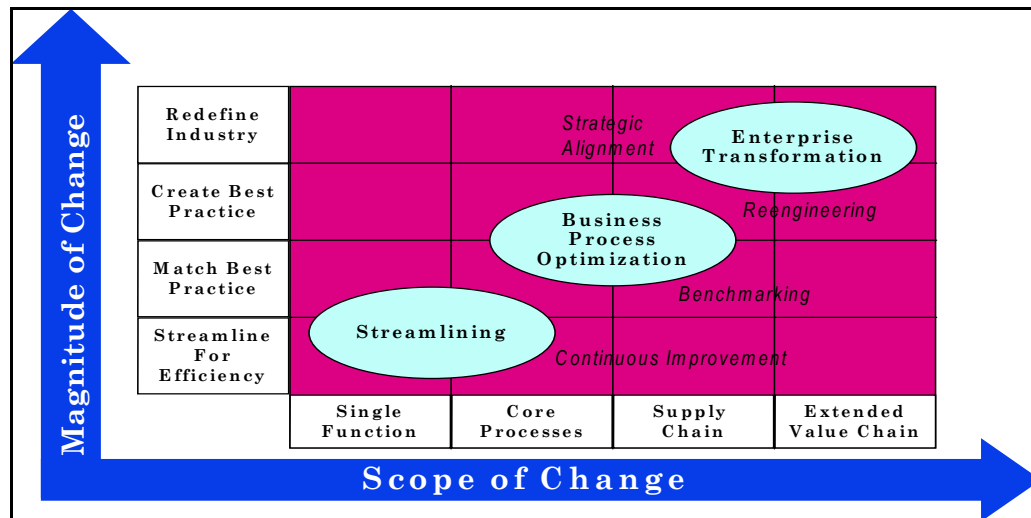 Magnitude of Change
Redefine
Industry
Create Best
Practice
Match Best
Practice
Streamline
For
Efficiency
Strategic
Alignment
Enterprise
Transformation
Reengineering
Business
Process
Optimization
Benchmarking
Streamlining
Continuous Improvement
Single
Function
Core
Processes
Supply
Chain
Extended
Value Chain
Scope of Change